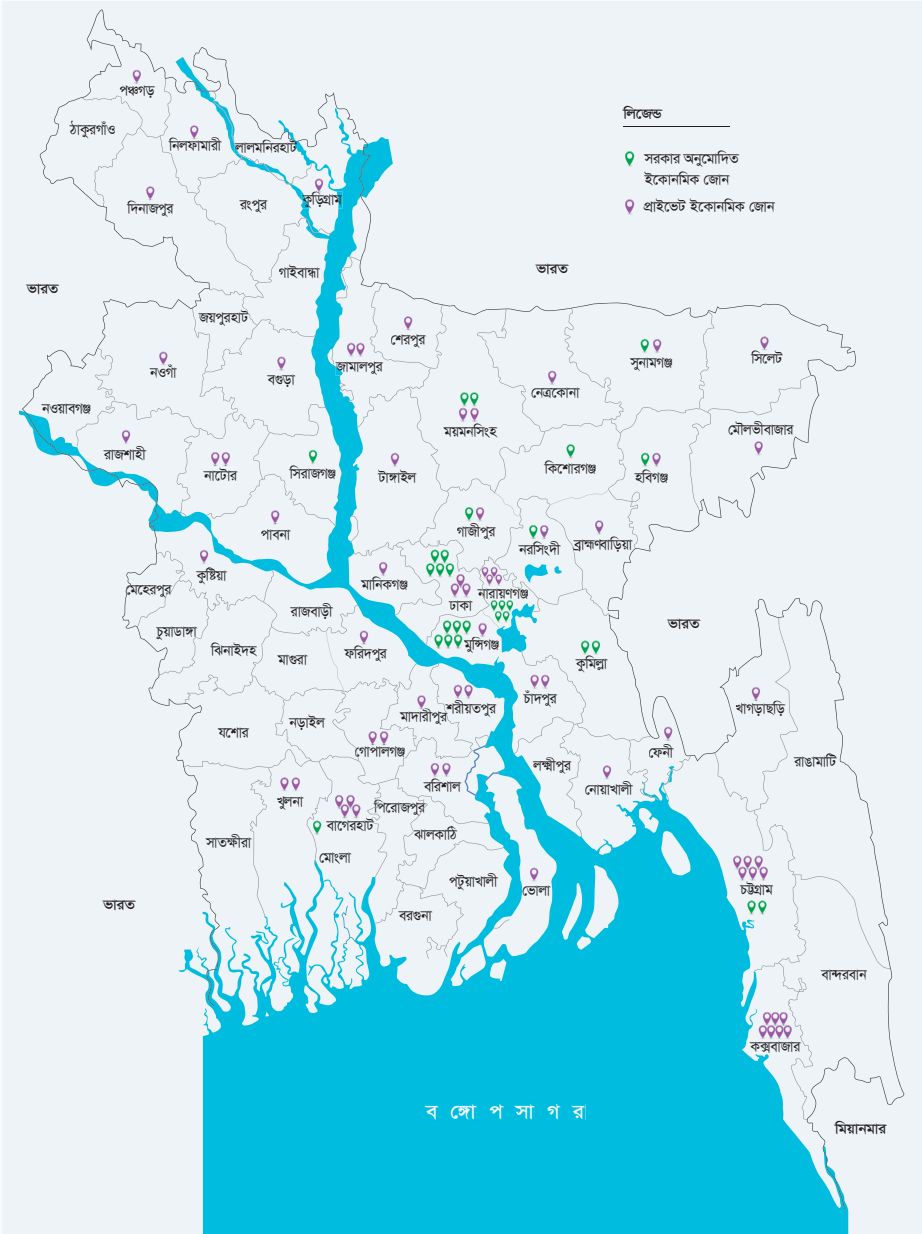 পঞ্চগড়
ঠাকুরগাঁও
নিলফামারী
লালমনিরহাট
লিজেন্ড
সরকার অনুমোদিত
ইকোনমিক জোন
প্রাইভেট ইকোনমিক জোন
দিনাজপুর
রংপুর
কুড়িগ্রাম
গাইবান্ধা
ভারত
ভারত
জয়পুরহাট
শেরপুর
জামালপুর
সুনামগঞ্জ
সিলেট
নওগাঁ
বগুড়া
নেত্রকোনা
নওয়াবগঞ্জ
ময়মনসিংহ
মৌলভীবাজার
রাজশাহী
নাটোর
সিরাজগঞ্জ
টাঙ্গাইল
কিশোরগঞ্জ
হবিগঞ্জ
পাবনা
গাজীপুর
নরসিংদী
ব্রাহ্মণবাড়িয়া
কুষ্টিয়া
মেহেরপুর
মানিকগঞ্জ
ঢাকা
নারায়ণগঞ্জ
রাজবাড়ী
চুয়াডাঙ্গা
ঝিনাইদহ
মাগুরা
ফরিদপুর
মুন্সিগঞ্জ
কুমিল্লা
ভারত
যশোর
নড়াইল
মাদারীপুর
শরীয়তপুর
চাঁদপুর
খাগড়াছড়ি
গোপালগঞ্জ
ফেনী
লক্ষ্মীপুর
রাঙামাটি
বরিশাল
নোয়াখালী
খুলনা
পিরোজপুর
বাগেরহাট
সাতক্ষীরা
ঝালকাঠি
মোংলা
পটুয়াখালী
ভোলা
চট্টগ্রাম
ভারত
বরগুনা
বান্দরবান
কক্সবাজার
বঙ্গোপসাগর
মিয়ানমার